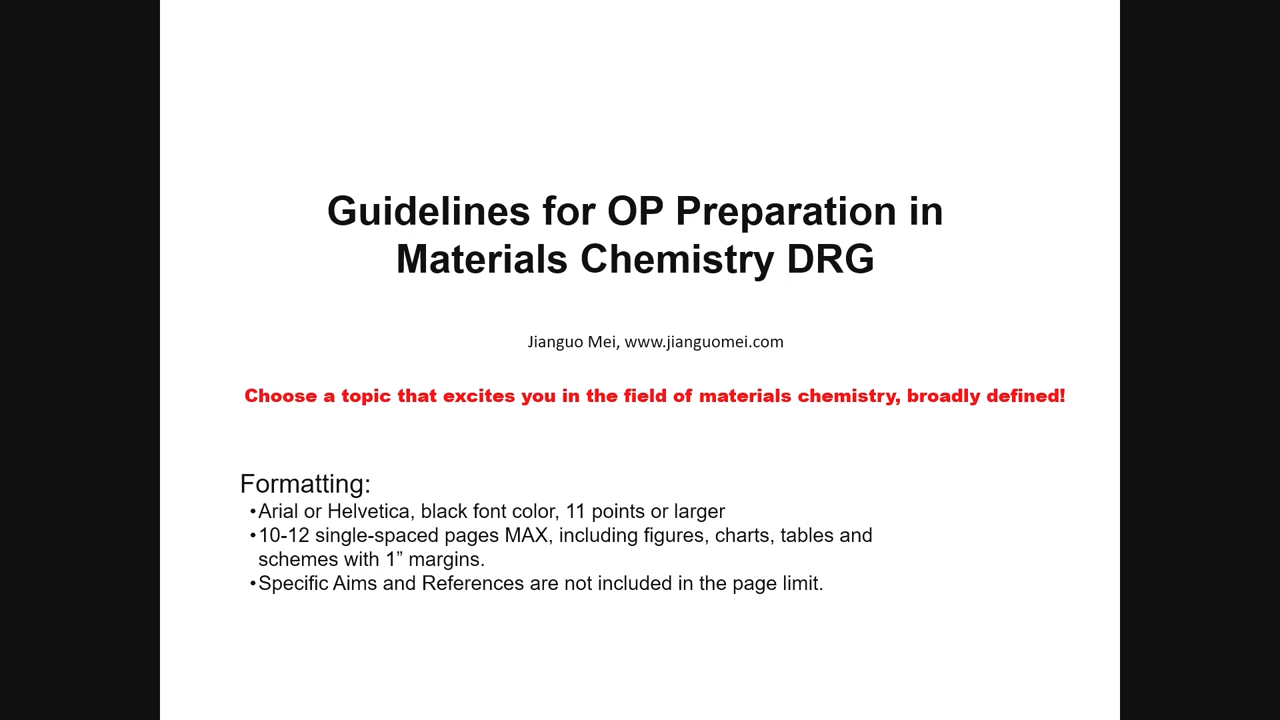 Guidelines for OP Preparation in
Materials Chemistry DRG
Jianguo Mei, www.jianguomei.com
Choose a topic that excites you in the field of materials chemistry, broadly defined!
Formatting:
•Arial or Helvetica, black font color, 11 points or larger
•10-12 single-spaced pages MAX, including figures, charts, tables and
schemes with 1” margins.
•Specific Aims and References are not included in the page limit.